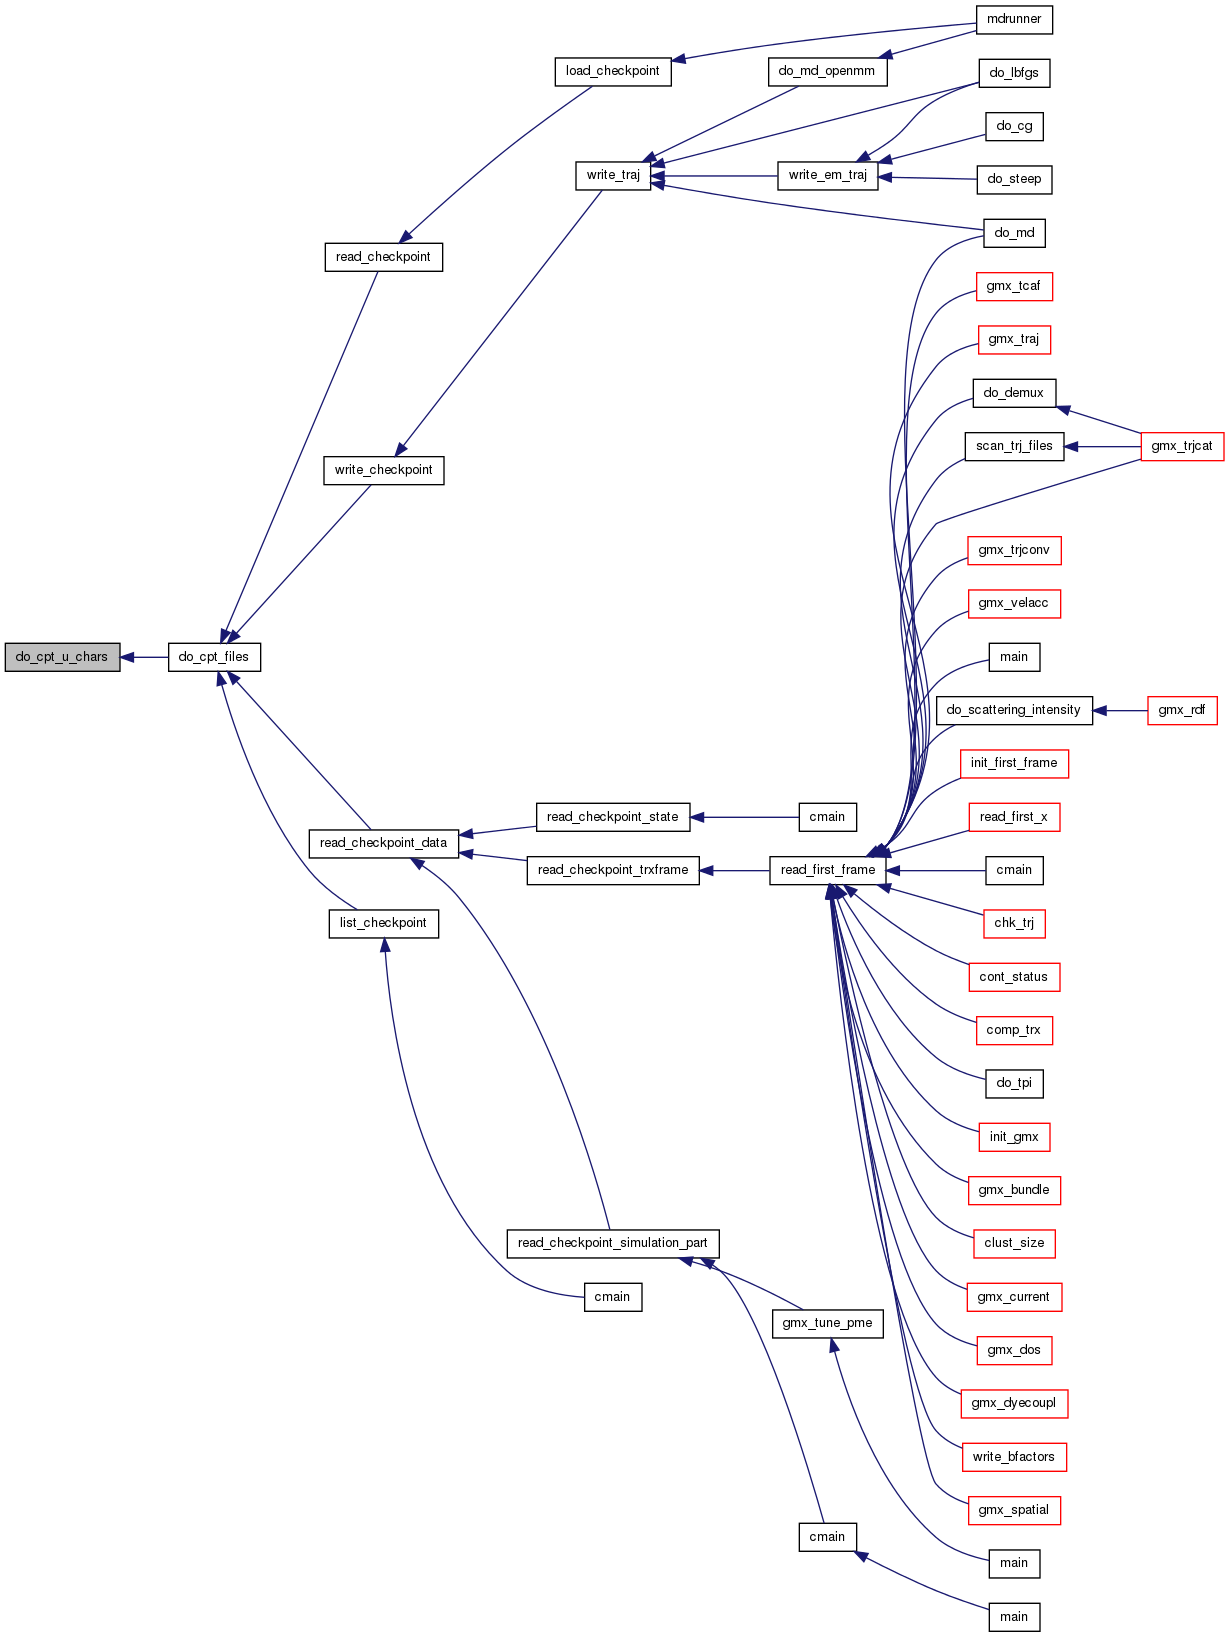 mdrunner
load_checkpoint
do_md_openmm
do_lbfgs
do_cg
write_traj
write_em_traj
do_steep
do_md
read_checkpoint
gmx_tcaf
gmx_traj
do_demux
scan_trj_files
gmx_trjcat
write_checkpoint
gmx_trjconv
gmx_velacc
do_cpt_u_chars
do_cpt_files
main
do_scattering_intensity
gmx_rdf
init_first_frame
read_checkpoint_state
cmain
read_first_x
read_checkpoint_data
read_checkpoint_trxframe
read_first_frame
cmain
list_checkpoint
chk_trj
cont_status
comp_trx
do_tpi
init_gmx
gmx_bundle
read_checkpoint_simulation_part
clust_size
cmain
gmx_current
gmx_tune_pme
gmx_dos
gmx_dyecoupl
write_bfactors
gmx_spatial
cmain
main
main